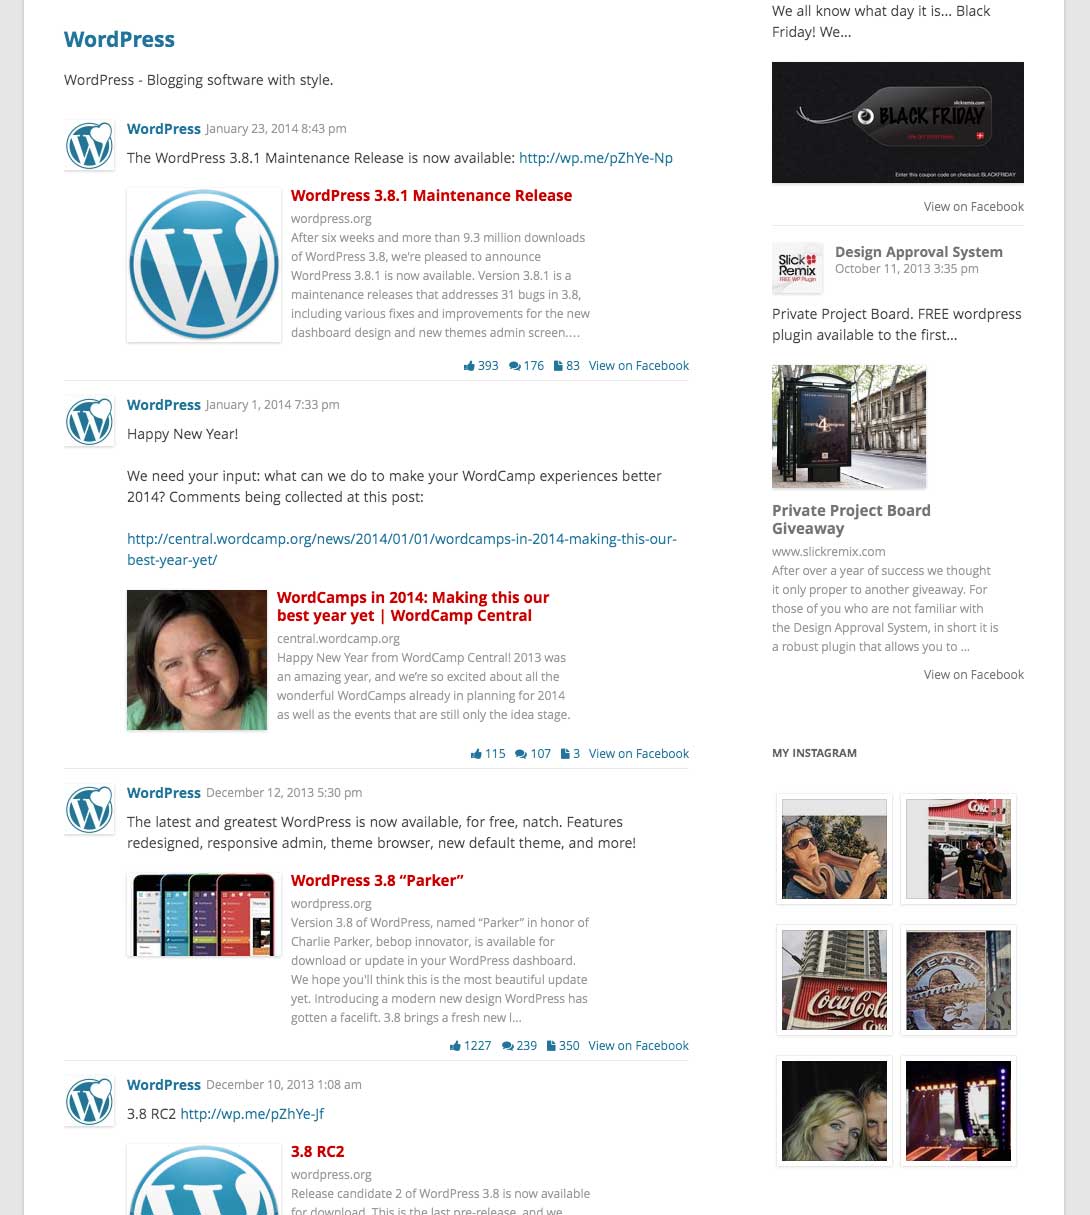 WordPress
WordPress - Blogging software with style.
WordPress January 23, 2014 8:43 pm
The WordPress 3.8.1 Maintenance Release is now available: http://wp.me/pZhYe-Np
WordPress 3.8.1 Maintenance Release
wordpress.org
After six weeks and more than 9.3 million downloads
of WordPress 3.8, we're pleased to announce
WordPress 3.8.1 is now available. Version 3.8.1 is a
maintenance releases that addresses 31 bugs in 3.8,
including various fixes and improvements for the new
dashboard design and new themes admin screen.…
393 176 83 View on Facebook
WordPress January 1, 2014 7:33 pm
Happy New Year!
We need your input: what can we do to make your WordCamp experiences better
2014? Comments being collected at this post:
http://central.wordcamp.org/news/2014/01/01/wordcamps-in-2014-making-this-our-
best-year-yet/
WordCamps in 2014: Making this our
best year yet | WordCamp Central
central.wordcamp.org
Happy New Year from WordCamp Central! 2013 was
an amazing year, and we're so excited about all the
wonderful WordCamps already in planning for 2014
as well as the events that are still only the idea stage.
115 107 3 View on Facebook
WordPress December 12, 2013 5:30 pm
The latest and greatest WordPress is now available, for free, natch. Features
redesigned, responsive admin, theme browser, new default theme, and more!
WordPress 3.8 “Parker”
wordpress.org
Version 3.8 of WordPress, named “Parker” in honor of
Charlie Parker, bebop innovator, is available for
download or update in your WordPress dashboard.
We hope you'll think this is the most beautiful update
yet. Introducing a modern new design WordPress has
gotten a facelift. 3.8 brings a fresh new l...
1227 239 350 View on Facebook
WordPress December 10, 2013 1:08 am
3.8 RC2 http://wp.me/pZhYe-Jf
3.8 RC2
wordpress.org
Release candidate 2 of WordPress 3.8 is now available
for download. This is the last pre-release, and we
We all know what day it is... Black
Friday! We...
slickremix.com
BLACK FRIDAY
Enter this coupon code on checkout: BLACKFRIDAY
View on Facebook
Slick
Remix
FREE WP Plugin
Design Approval System
October 11, 2013 3:35 pm
Private Project Board. FREE wordpress
plugin available to the first...
Private Project Board
Giveaway
www.slickremix.com
After over a year of success we thought
it only proper to another giveaway. For
those of you who are not familiar with
the Design Approval System, in short it is
a robust plugin that allows you to ...
View on Facebook
MY INSTAGRAM
Coke
ENJOY
Coca-Cola
Coke
BEACH